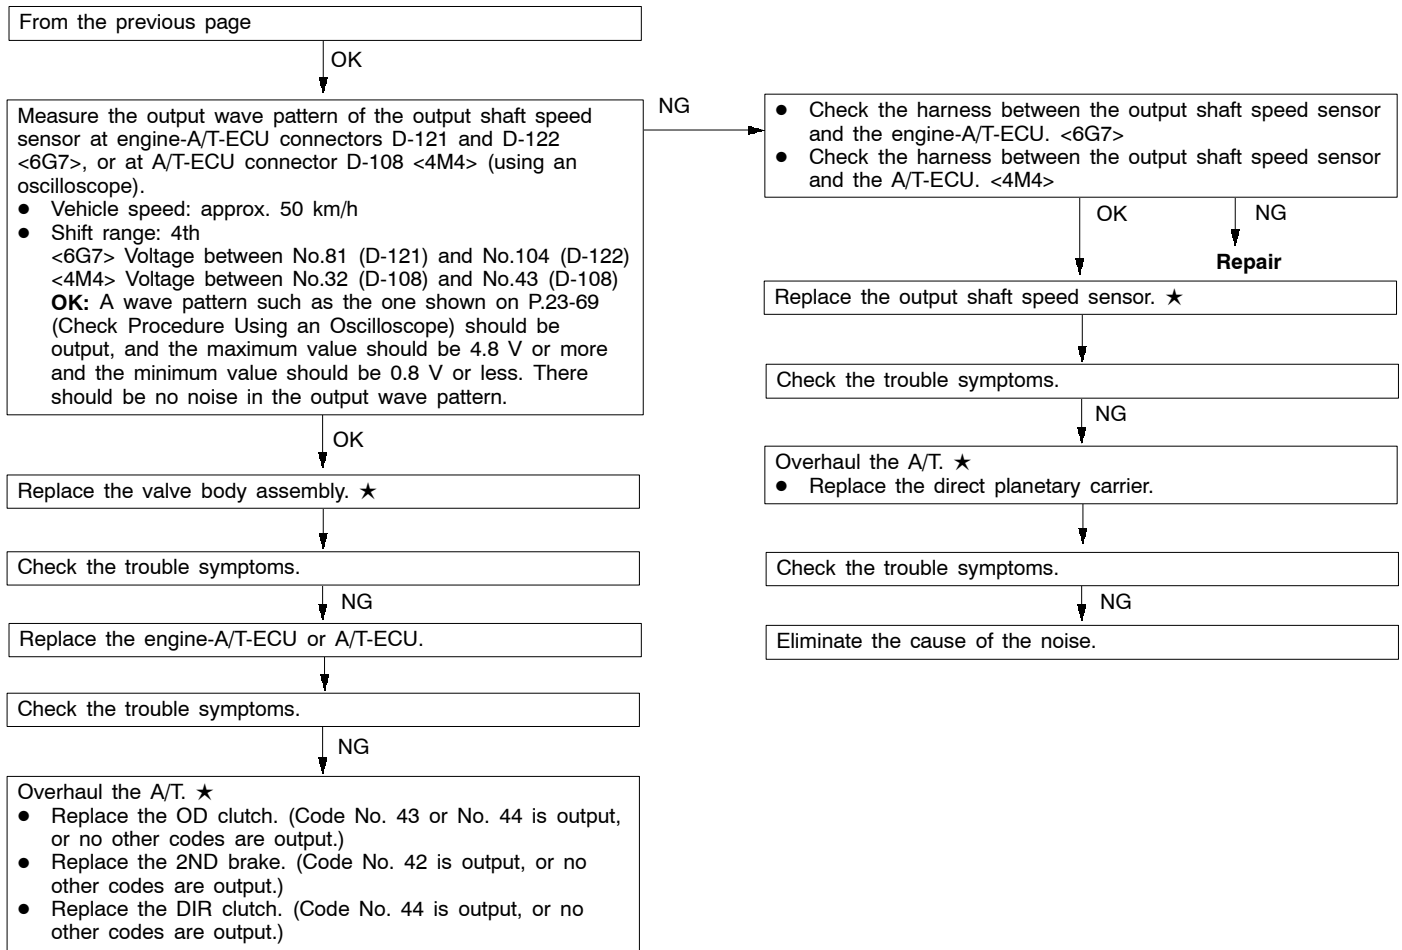 From the previous page
OK
Measure the output wave pattern of the output shaft speed
sensor at engine-A/T-ECU connectors D-121 and D-122
<6G7>, or at A/T-ECU connector D-108 <4M4> (using an
oscilloscope).
● Vehicle speed: approx. 50 km/h
● Shift range: 4th
<6G7> Voltage between No.81 (D-121) and No.104 (D-122)
<4M4> Voltage between No.32 (D-108) and No.43 (D-108)
OK: A wave pattern such as the one shown on P.23-69
(Check Procedure Using an Oscilloscope) should be
output, and the maximum value should be 4.8 V or more
and the minimum value should be 0.8 V or less. There
should be no noise in the output wave pattern.
OK
Replace the valve body assembly. ★
Check the trouble symptoms.
NG
Replace the engine-A/T-ECU or A/T-ECU.
Check the trouble symptoms.
NG
Overhaul the A/T. ★
● Replace the OD clutch. (Code No. 43 or No. 44 is output,
or no other codes are output.)
● Replace the 2ND brake. (Code No. 42 is output, or no
other codes are output.)
● Replace the DIR clutch. (Code No. 44 is output, or no
other codes are output.)
NG
● Check the harness between the output shaft speed sensor
and the engine-A/T-ECU. <6G7>
● Check the harness between the output shaft speed sensor
and the A/T-ECU. <4M4>
OK
NG
Repair
Replace the output shaft speed sensor. ★
Check the trouble symptoms.
NG
Overhaul the A/T. ★
● Replace the direct planetary carrier.
Check the trouble symptoms.
NG
Eliminate the cause of the noise.